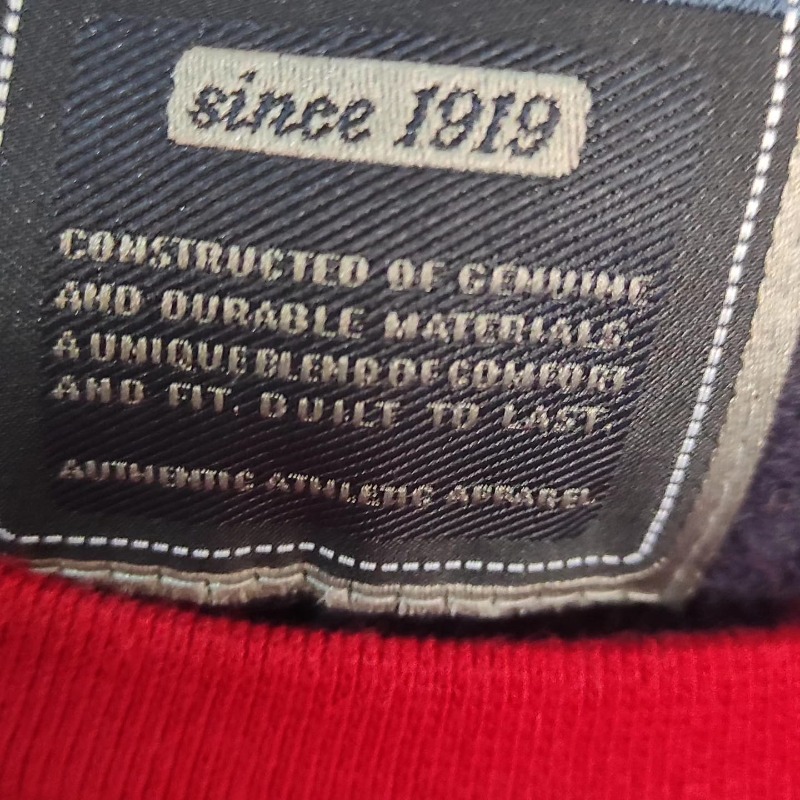 since 1919
CONSTRUCTED OF GENUINE
AND DURABLE MATERIALS
A UNIQUE BLEND OF COMFORT
AND FIT. BUILT TO LAST.
AUTHENTIC ATHLETIC APPAREL